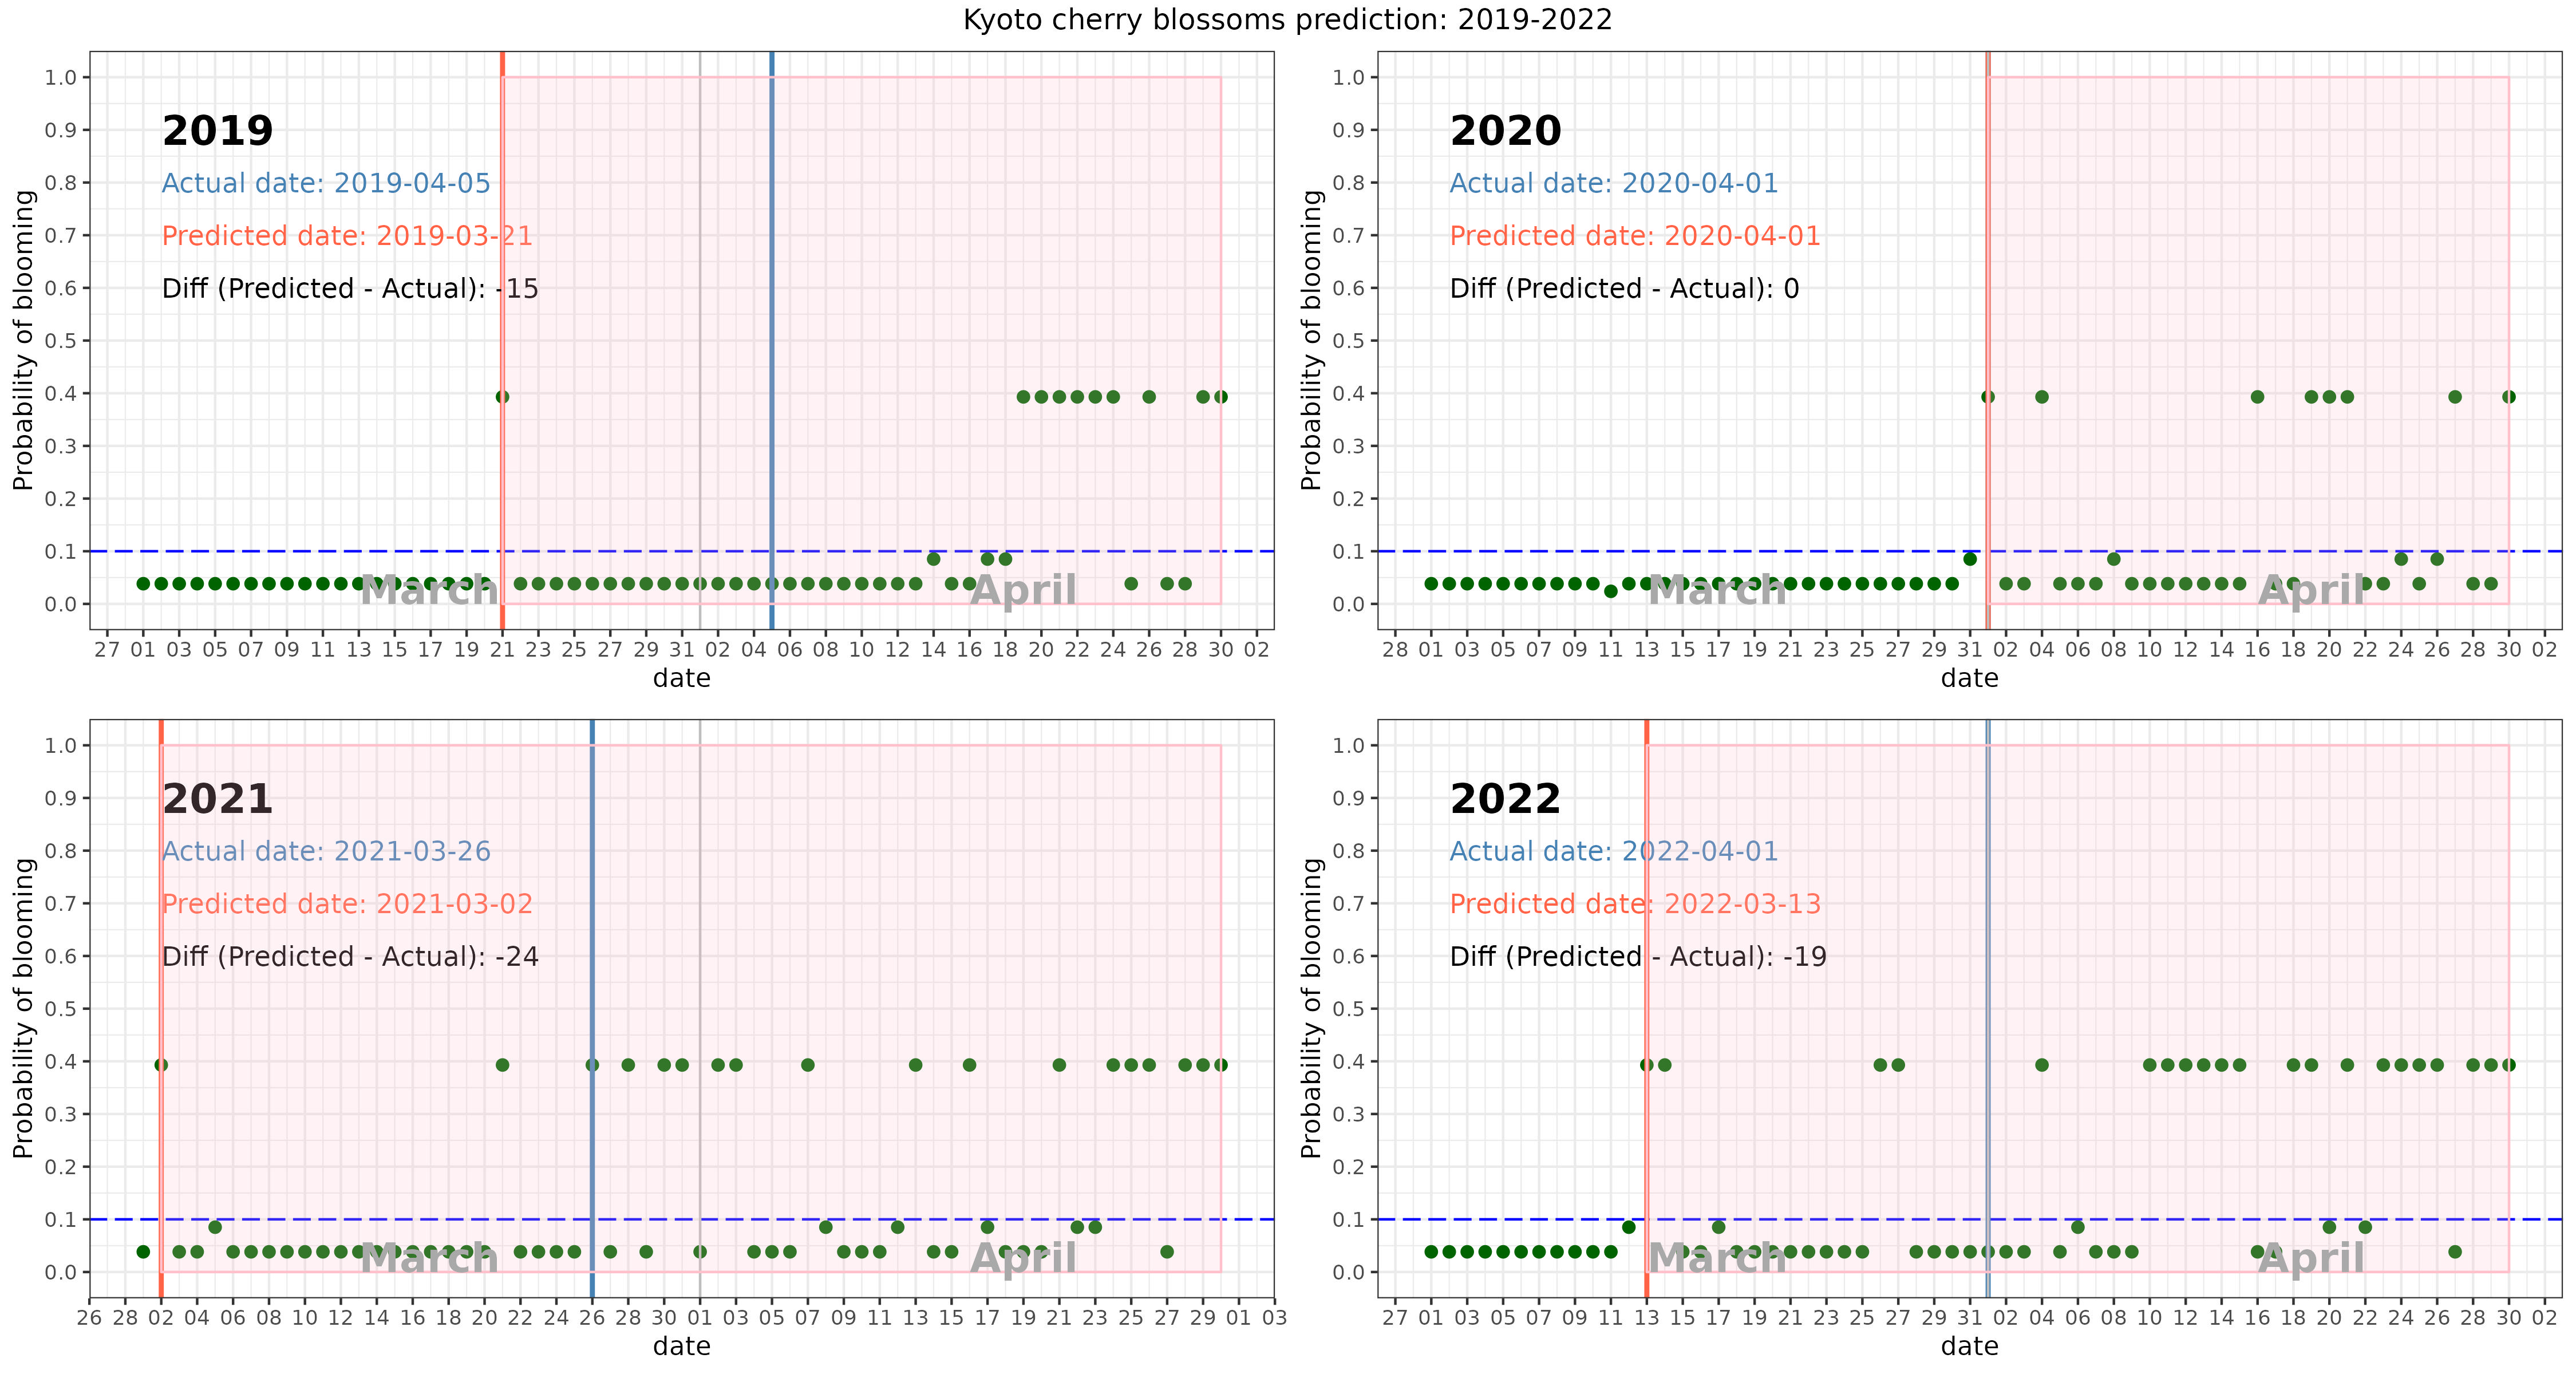 Kyoto cherry blossoms prediction: 2019-2022
Probability of blooming
1.0
0.9
0.8
0.7
0.6
0.5
0.4
0.3
0.2
0.1
0.0
2019
Actual date: 2019-04-05
Predicted date: 2019-03-21
Diff (Predicted - Actual): -15
March April
27 01 03 05 07 09 11 13 15 17 19 21 23 25 27 29 31 02 04 06 08 10 12 14 16 18 20 22 24 26 28 30 02
date
Probability of blooming
1.0
0.9
0.8
0.7
0.6
0.5
0.4
0.3
0.2
0.1
0.0
2020
Actual date: 2020-04-01
Predicted date: 2020-04-01
Diff (Predicted - Actual): 0
March April
28 01 03 05 07 09 11 13 15 17 19 21 23 25 27 29 31 02 04 06 08 10 12 14 16 18 20 22 24 26 28 30 02
date
Probability of blooming
1.0
0.9
0.8
0.7
0.6
0.5
0.4
0.3
0.2
0.1
0.0
2021
Actual date: 2021-03-26
Predicted date: 2021-03-02
Diff (Predicted - Actual): -24
March April
26 28 02 04 06 08 10 12 14 16 18 20 22 24 26 28 30 01 03 05 07 09 11 13 15 17 19 21 23 25 27 29 01 03
date
Probability of blooming
1.0
0.9
0.8
0.7
0.6
0.5
0.4
0.3
0.2
0.1
0.0
2022
Actual date: 2022-04-01
Predicted date: 2022-03-13
Diff (Predicted - Actual): -19
March April
27 01 03 05 07 09 11 13 15 17 19 21 23 25 27 29 31 02 04 06 08 10 12 14 16 18 20 22 24 26 28 30 02
date